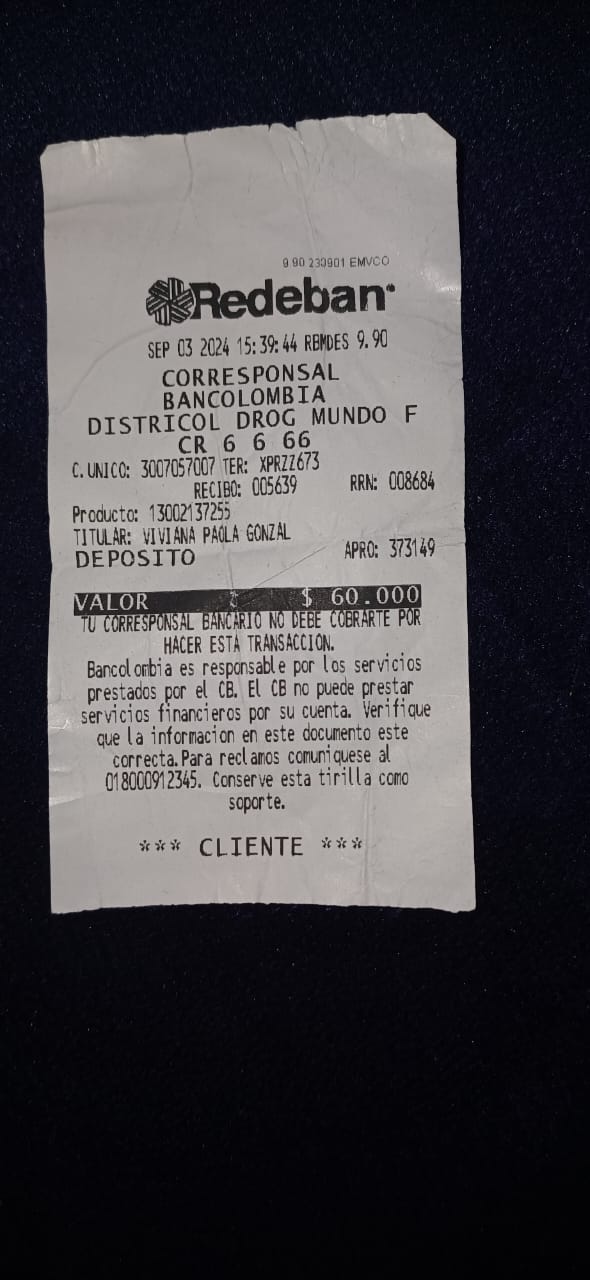 9.90 230901 EMVCO
Redeban
SEP 03 2024 15:39:44 RBMDES 9.90
CORRESPONSAL
BANCOLOMBIA
DISTRICOL DROG MUNDO F
CR 6 6 66
C. UNICO: 3007057007 TER: XPRZZ673
RECIBO: 005639 RRN: 008684
Producto: 13002137255
TITULAR: VIVIANA PAOLA GONZAL
DEPOSITO APRO: 373149
VALOR $ 60.000
TU CORRESPONSAL BANCARIO NO DEBE COBRARTE POR
HACER ESTA TRANSACCION.
Bancolombia es responsable por los servicios
prestados por el CB. El CB no puede prestar
servicios financieros por su cuenta. Verifique
que la informacion en este documento este
correcta.Para reclamos comuniquese al
018000912345. Conserve esta tirilla como
soporte.
*** CLIENTE ***